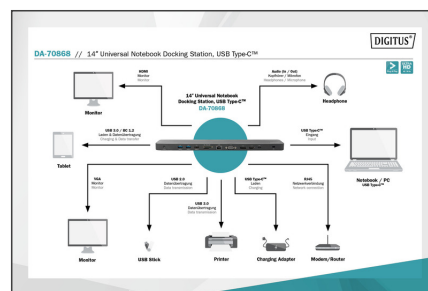 DIGITUS®
DA-70868 // 14" Universal Notebook Docking Station, USB Type-C™
HDMI
Monitor
Monitor
Audio (In / Out)
Kopfhörer / Mikrofon
Headphones / Microphone
14" Universal Notebook
Docking Station, USB Type-C™
DA-70868
Monitor
Headphone
USB 3.0 / BC 1.2
Laden & Datenübertragung
Charging & Data transfer
USB Type-C™
Eingang
Input
Tablet
Notebook / PC
USB Type-C™
VGA
Monitor
Monitor
USB 2.0
Datenübertragung
Data transmission
USB 2.0
Datenübertragung
Data transmission
USB Type-C™
Laden
Charging
RJ45
Netzwerkverbindung
Network connection
Monitor
USB Stick
Printer
Charging Adapter
Modem/Router